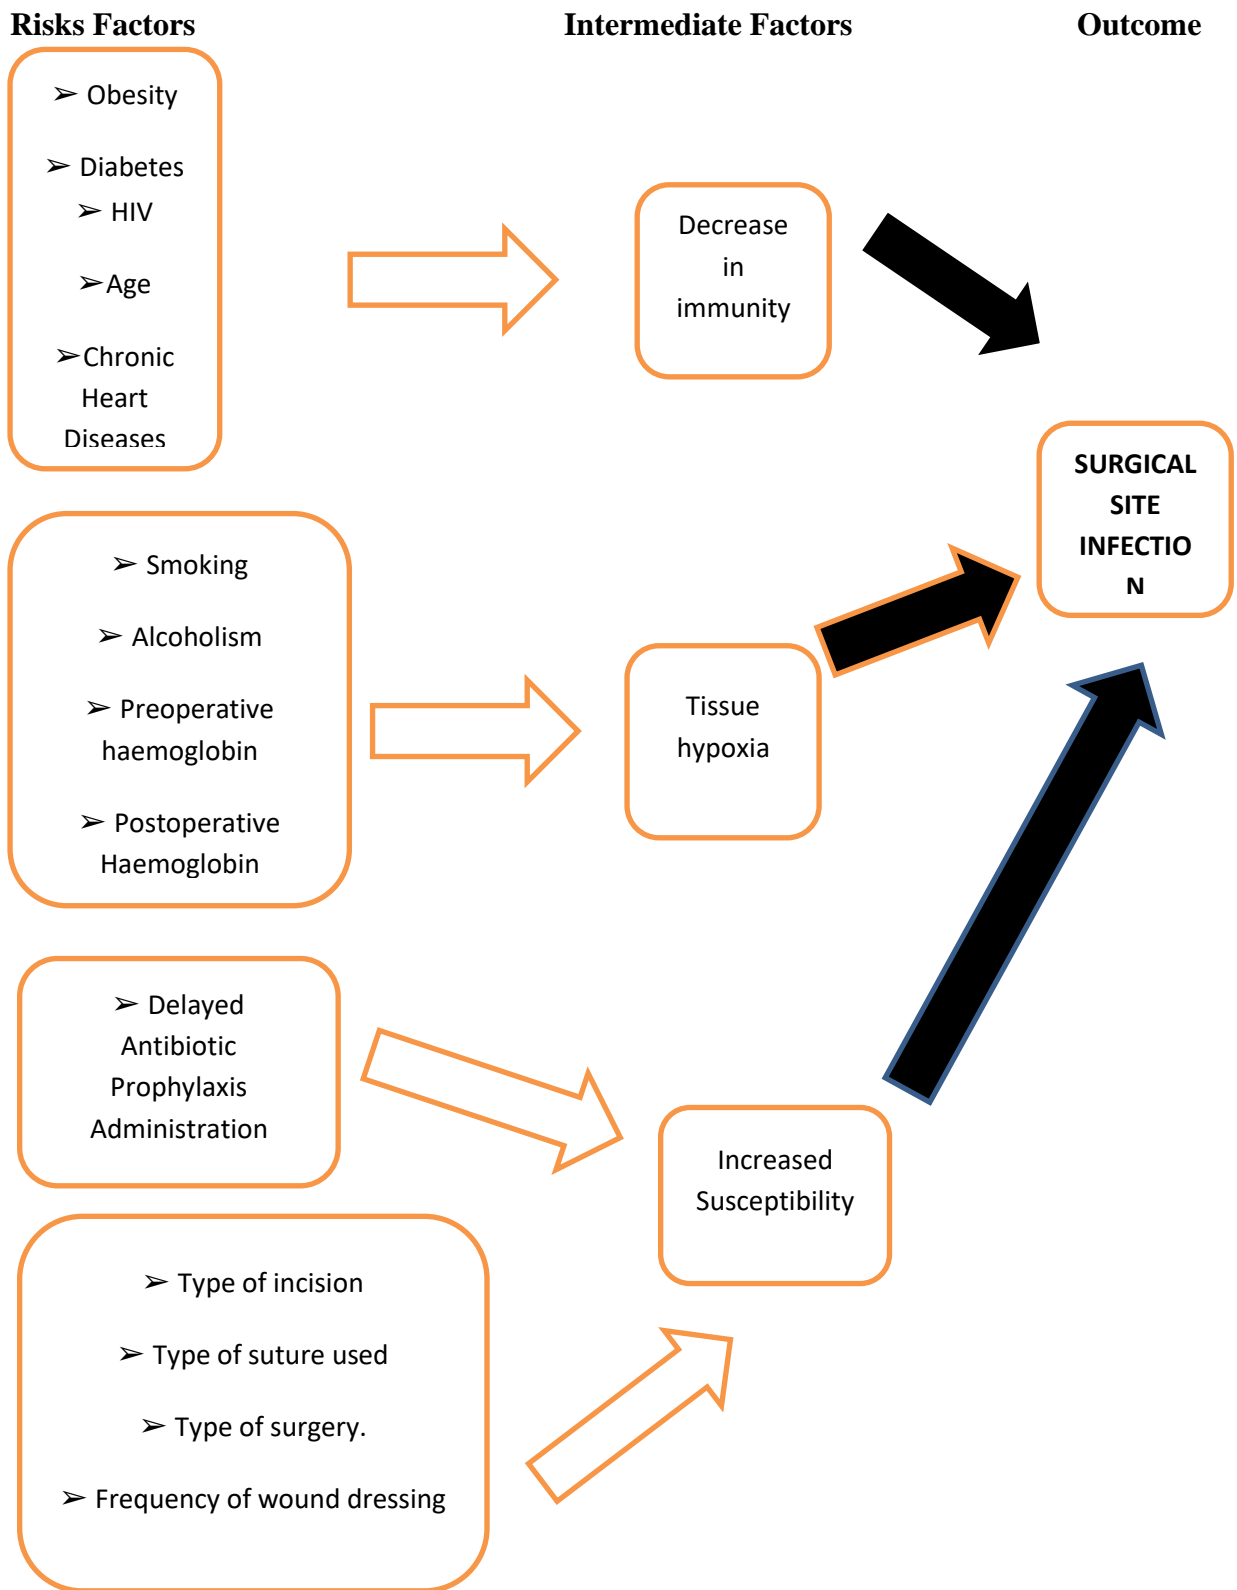 Risks Factors Intermediate Factors Outcome
➢ Obesity
➢ Diabetes
➢ HIV
➢Age
➢Chronic
Heart
Diseases
Decrease
in
immunity
SURGICAL
SITE
INFECTIO
N
➢ Smoking
➢ Alcoholism
➢ Preoperative
haemoglobin
➢ Postoperative
Haemoglobin
Tissue
hypoxia
➢ Delayed
Antibiotic
Prophylaxis
Administration
Increased
Susceptibility
➢ Type of incision
➢ Type of suture used
➢ Type of surgery.
➢ Frequency of wound dressing